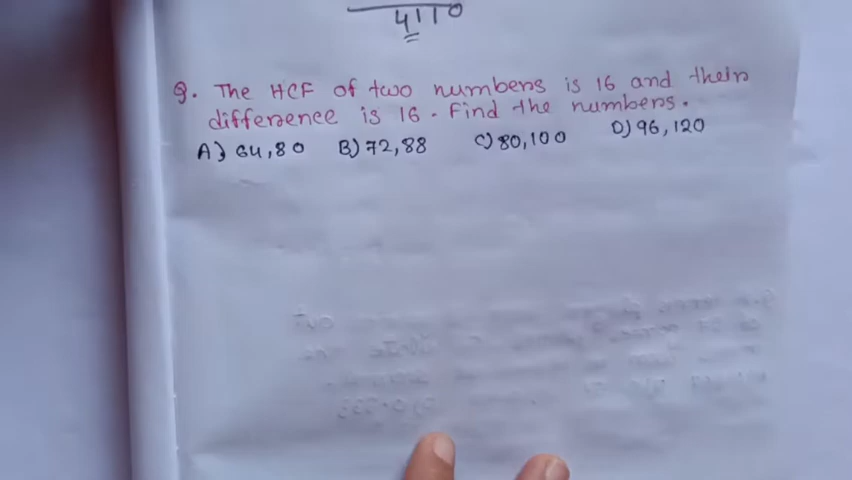 4110
Q. The HCF of two numbers is 16 and their
difference is 16. Find the numbers.
A) 64,80 B) 72,88 C) 80,100 D) 96,120